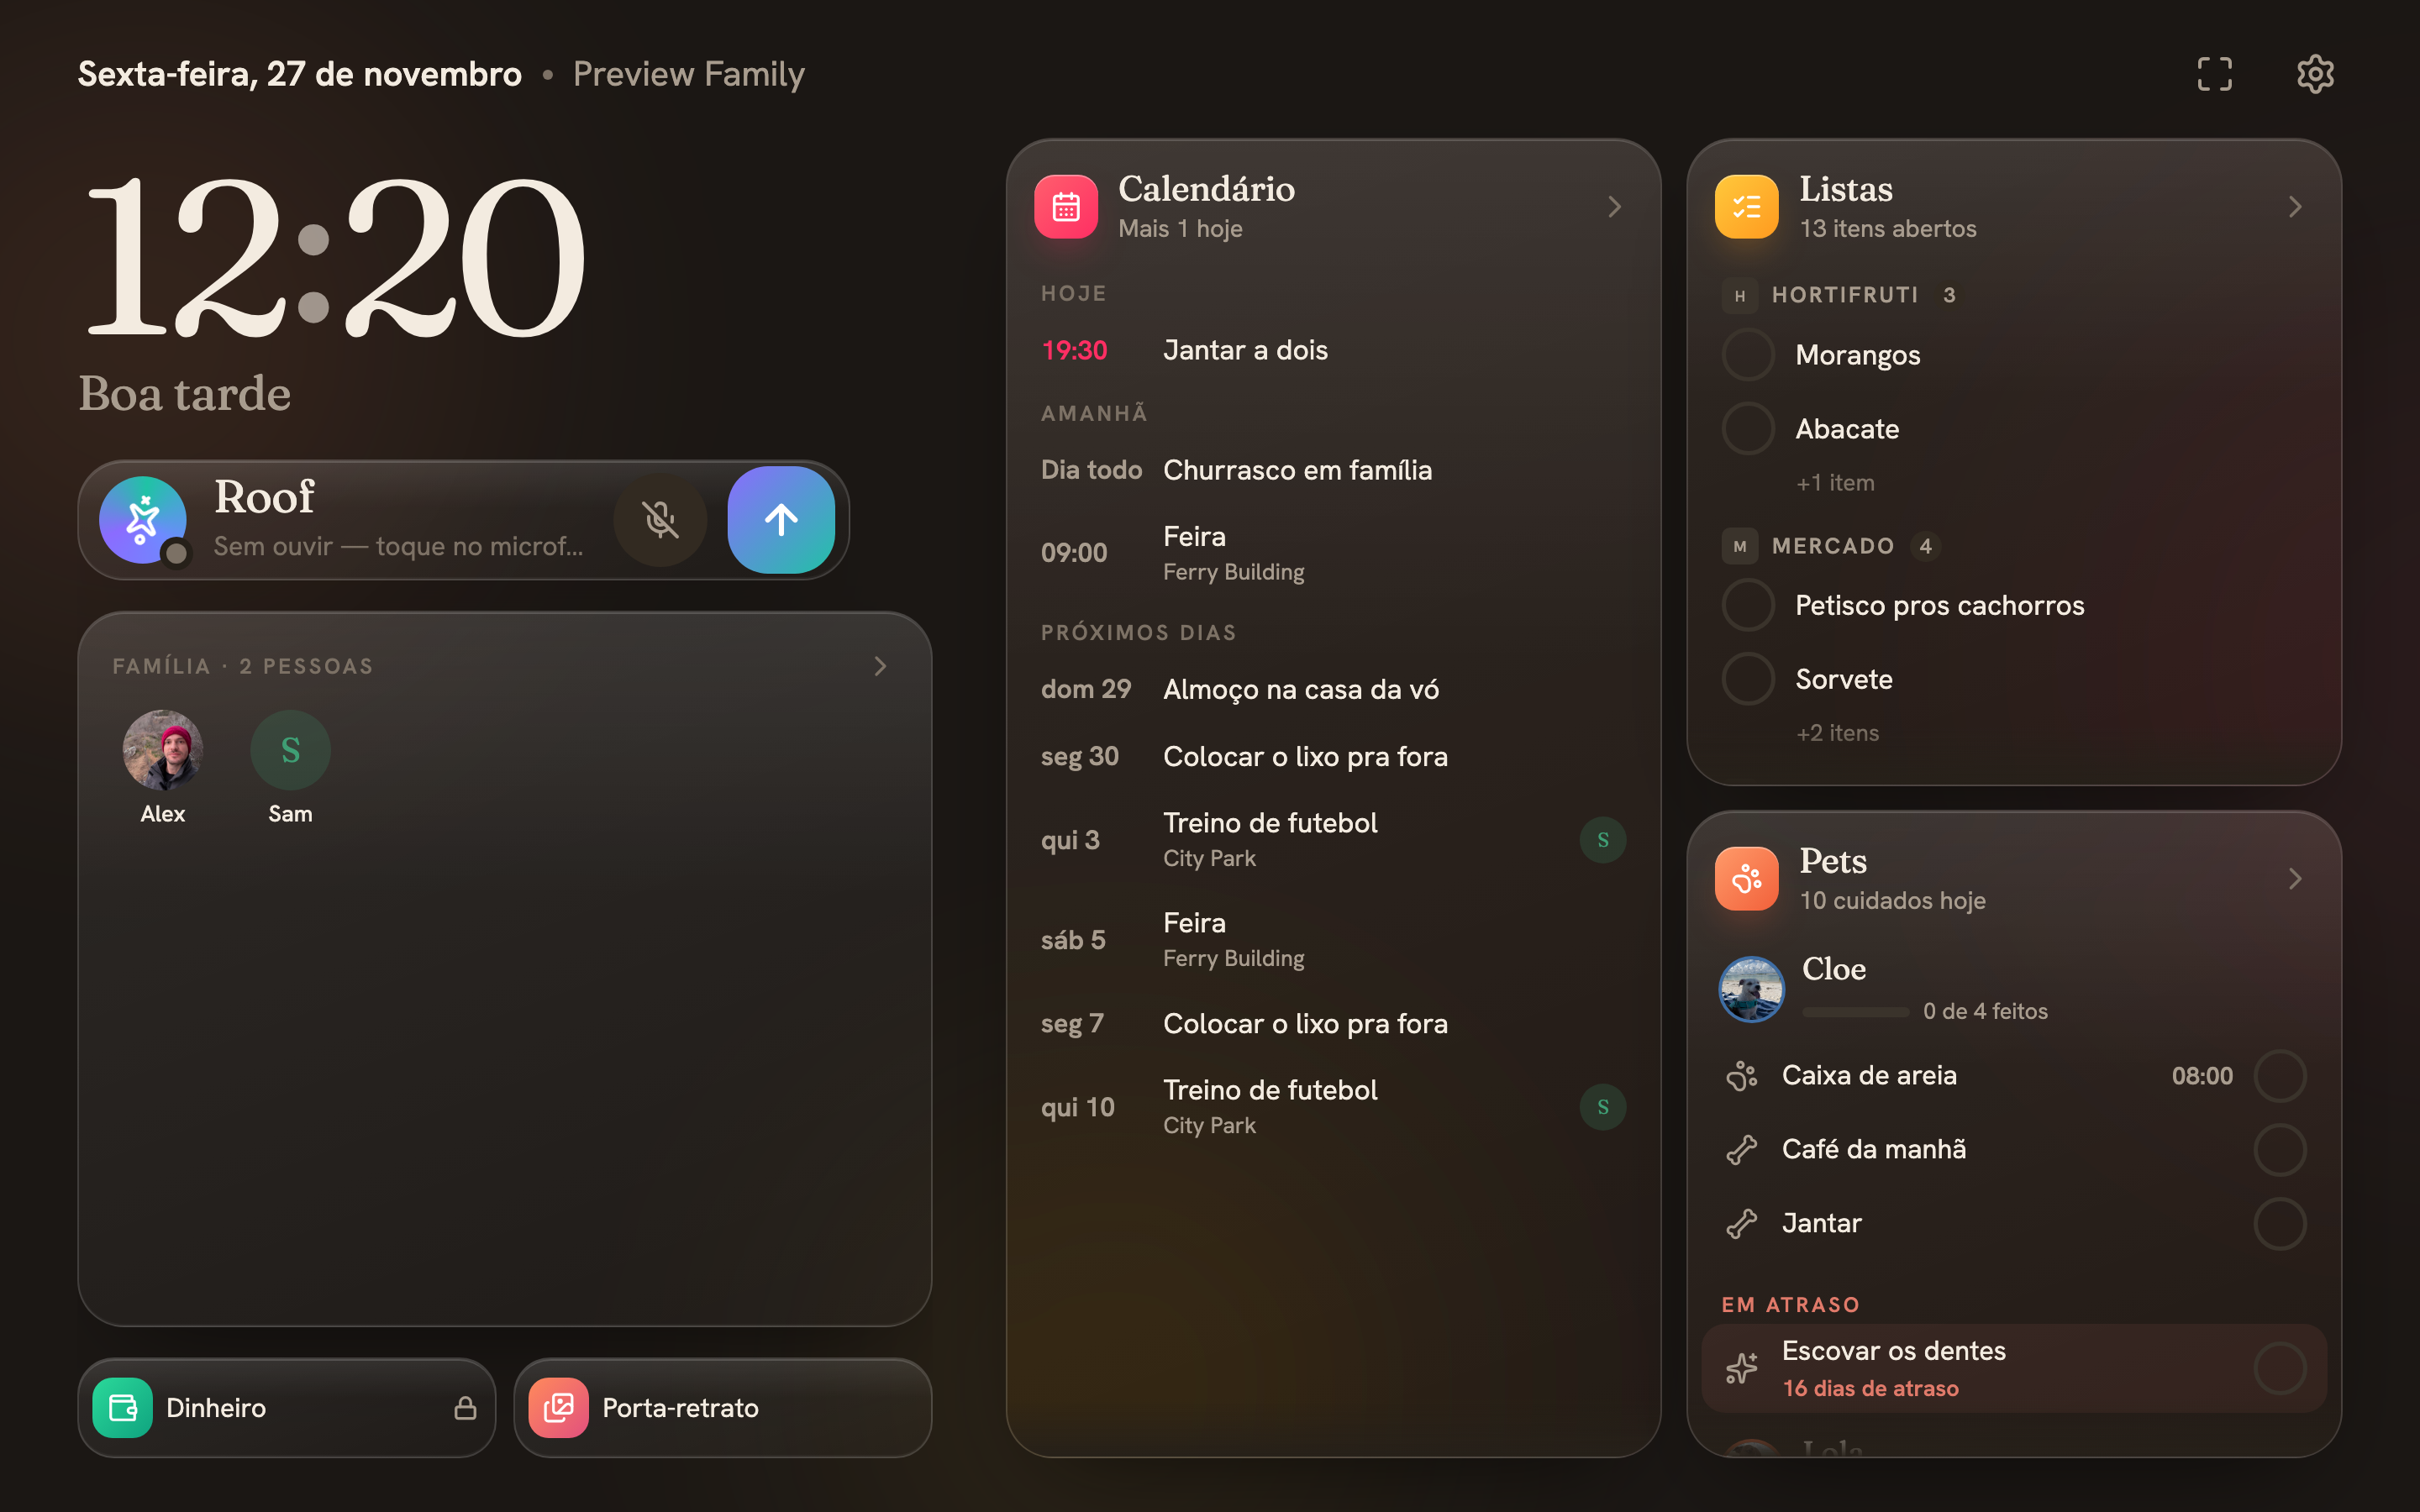 Sexta-feira, 27 de novembro • Preview Family
12:20
Boa tarde
Roof
Sem ouvir — toque no microf...
FAMÍLIA · 2 PESSOAS
S
Alex
Sam
Dinheiro
Porta-retrato
Calendário
Mais 1 hoje
HOJE
19:30 Jantar a dois
AMANHÃ
Dia todo Churrasco em família
09:00 Feira
Ferry Building
PRÓXIMOS DIAS
dom 29 Almoço na casa da vó
seg 30 Colocar o lixo pra fora
qui 3 Treino de futebol S
City Park
sáb 5 Feira
Ferry Building
seg 7 Colocar o lixo pra fora
qui 10 Treino de futebol S
City Park
Listas
13 itens abertos
H HORTIFRUTI 3
Morangos
Abacate
+1 item
M MERCADO 4
Petisco pros cachorros
Sorvete
+2 itens
Pets
10 cuidados hoje
Cloe
0 de 4 feitos
Caixa de areia 08:00
Café da manhã
Jantar
EM ATRASO
Escovar os dentes
16 dias de atraso
Lola